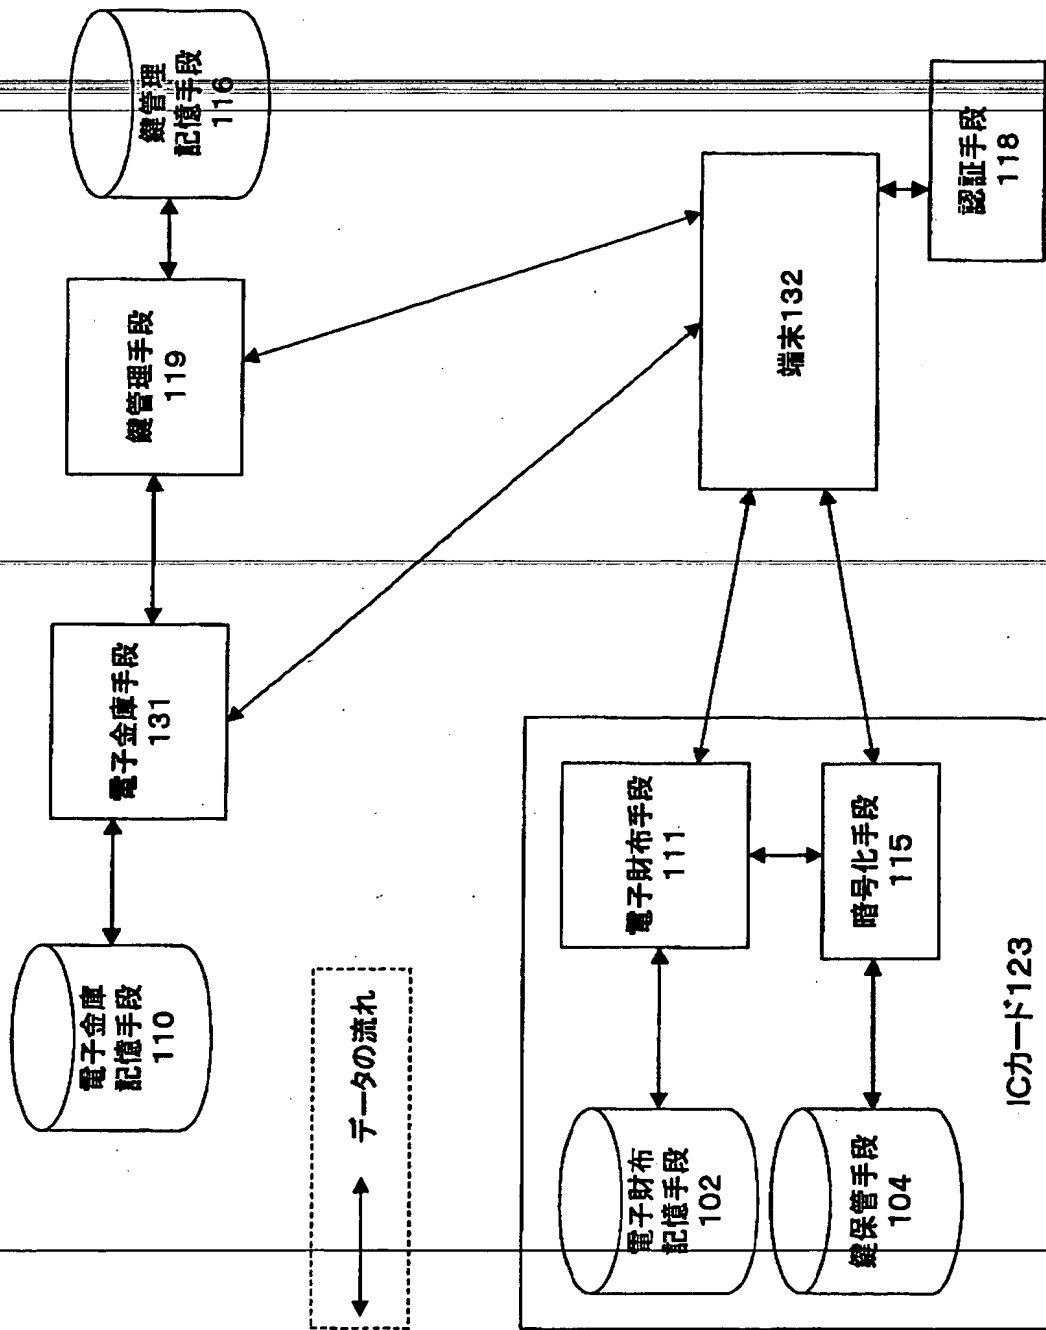 電子金庫
記憶手段
110
電子金庫手段
131
鍵管理手段
119
鍵管理
記憶手段
116
データの流れ
電子財布
記憶手段
102
電子財布手段
111
端末132
鍵保管手段
104
暗号化手段
115
認証手段
118
ICカード123